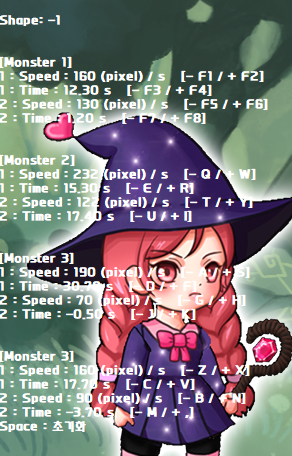 Shape: -1
[Monster 1]
1 : Speed : 160 (pixel) / s [- F1 / + F2]
1 : Time : 12.30 s [- F3 / + F4]
2 : Speed : 130 (pixel) / s [- F5 / + F6]
2 : Time : 1.20 s [- F7 / + F8]
[Monster 2]
1 : Speed : 232 (pixel) / s [- Q / + W]
1 : Time : 15.30 s [- E / + R]
2 : Speed : 122 (pixel) / s [- T / + Y]
2 : Time : 17.40 s [- U / + I]
[Monster 3]
1 : Speed : 190 (pixel) / s [- A / + S]
1 : Time : 30.70 s [- D / + F]
2 : Speed : 70 (pixel) / s [- G / + H]
2 : Time : -0.50 s [- J / + K]
[Monster 3]
1 : Speed : 160 (pixel) / s [- Z / + X]
1 : Time : 17.70 s [- C / + V]
2 : Speed : 90 (pixel) / s [- B / + N]
2 : Time : -3.70 s [- M / + ,]
Space : 초기화